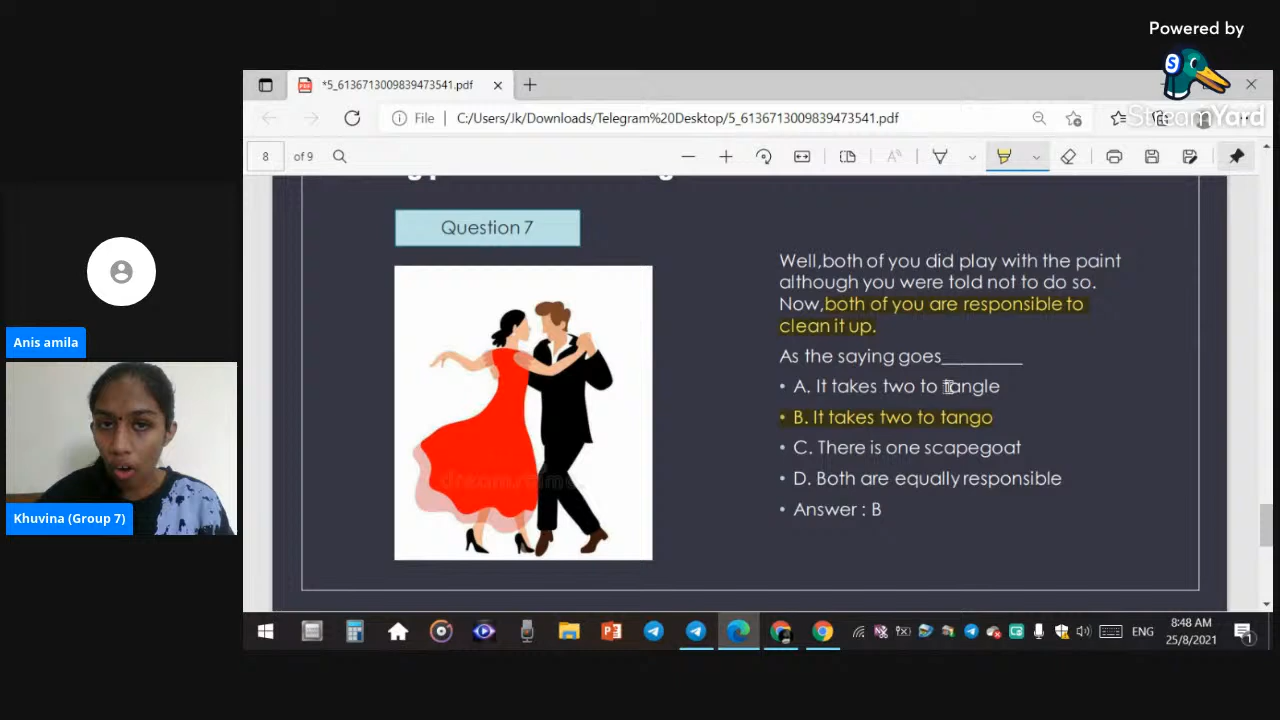 Powered by
S
StreamYard
*5_6136713009839473541.pdf
File C:/Users/Jk/Downloads/Telegram%20Desktop/5_6136713009839473541.pdf
8 of 9
Question 7
Well,both of you did play with the paint
although you were told not to do so.
Now,both of you are responsible to
clean it up.
As the saying goes________
• A. It takes two to tangle
• B. It takes two to tango
• C. There is one scapegoat
• D. Both are equally responsible
• Answer : B
dreamstime.
Anis amila
Khuvina (Group 7)
ENG
8:48 AM
25/8/2021
1